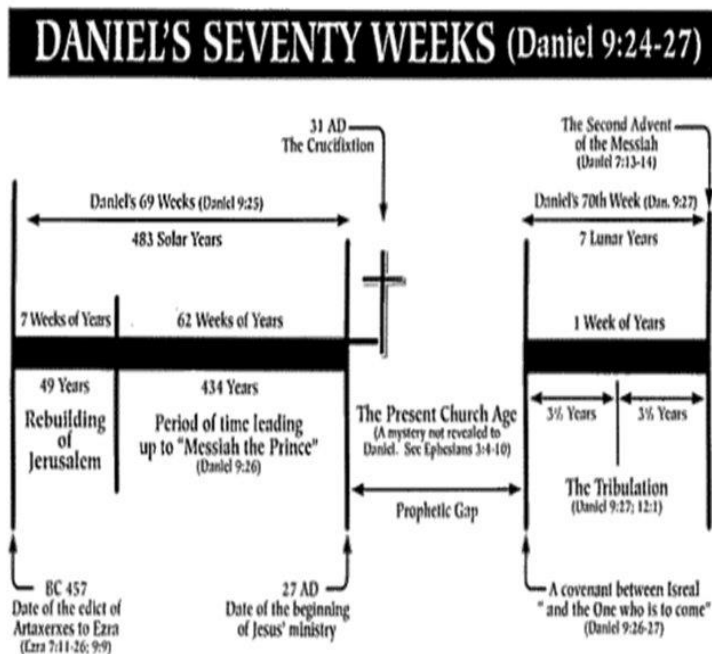 DANIEL'S SEVENTY WEEKS (Daniel 9:24-27)
31 AD
The Crucifixtion
The Second Advent
of the Messiah
(Daniel 7:13-14)
Daniel's 69 Weeks (Daniel 9:25)
483 Solar Years
Daniel's 70th Week (Dan. 9:27)
7 Lunar Years
7 Weeks of Years
62 Weeks of Years
1 Week of Years
49 Years
Rebuilding
of
Jerusalem
434 Years
Period of time leading
up to "Messiah the Prince"
(Daniel 9:26)
The Present Church Age
(A mystery not revealed to
Daniel. See Ephesians 3:4-10)
Prophetic Gap
3½ Years
3½ Years
The Tribulation
(Daniel 9:27; 12:1)
BC 457
Date of the edict of
Artaxerxes to Ezra
(Ezra 7:11-26; 9:9)
27 AD
Date of the beginning
of Jesus' ministry
A covenant between Isreal
" and the One who is to come"
(Daniel 9:26-27)